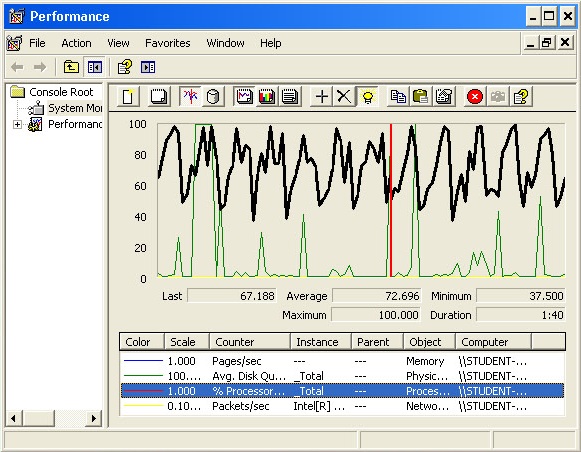 Performance
File Action View Favorites Window Help
Console Root
System Mo
Performanc
100
80
60
40
20
0
Last 67.188 Average 72.696 Minimum 37.500
Maximum 100.000 Duration 1:40
Color Scale Counter Instance Parent Object Computer
1.000 Pages/sec --- --- Memory \\STUDENT-...
100.... Avg. Disk Qu... _Total --- Physic... \\STUDENT-...
1.000 % Processor... _Total --- Proces... \\STUDENT-...
0.10... Packets/sec Intel[R] ... --- Netwo... \\STUDENT-...